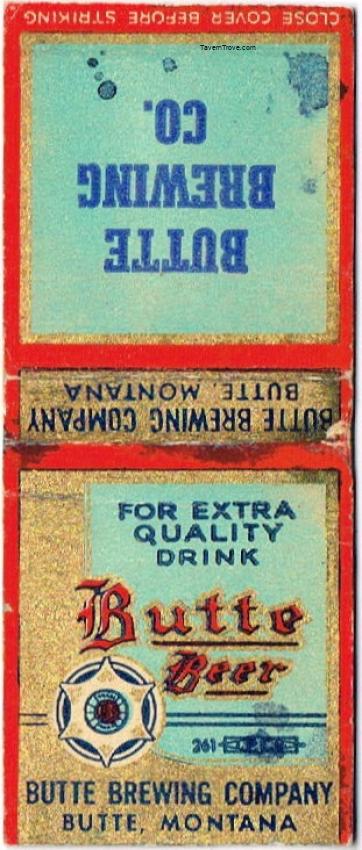 CLOSE COVER BEFORE STRIKING
TavernTrove.com
BUTTE
BREWING
CO.
BUTTE BREWING COMPANY
BUTTE, MONTANA
FOR EXTRA
QUALITY
DRINK
Butte
Beer
261
BUTTE BREWING COMPANY
BUTTE, MONTANA